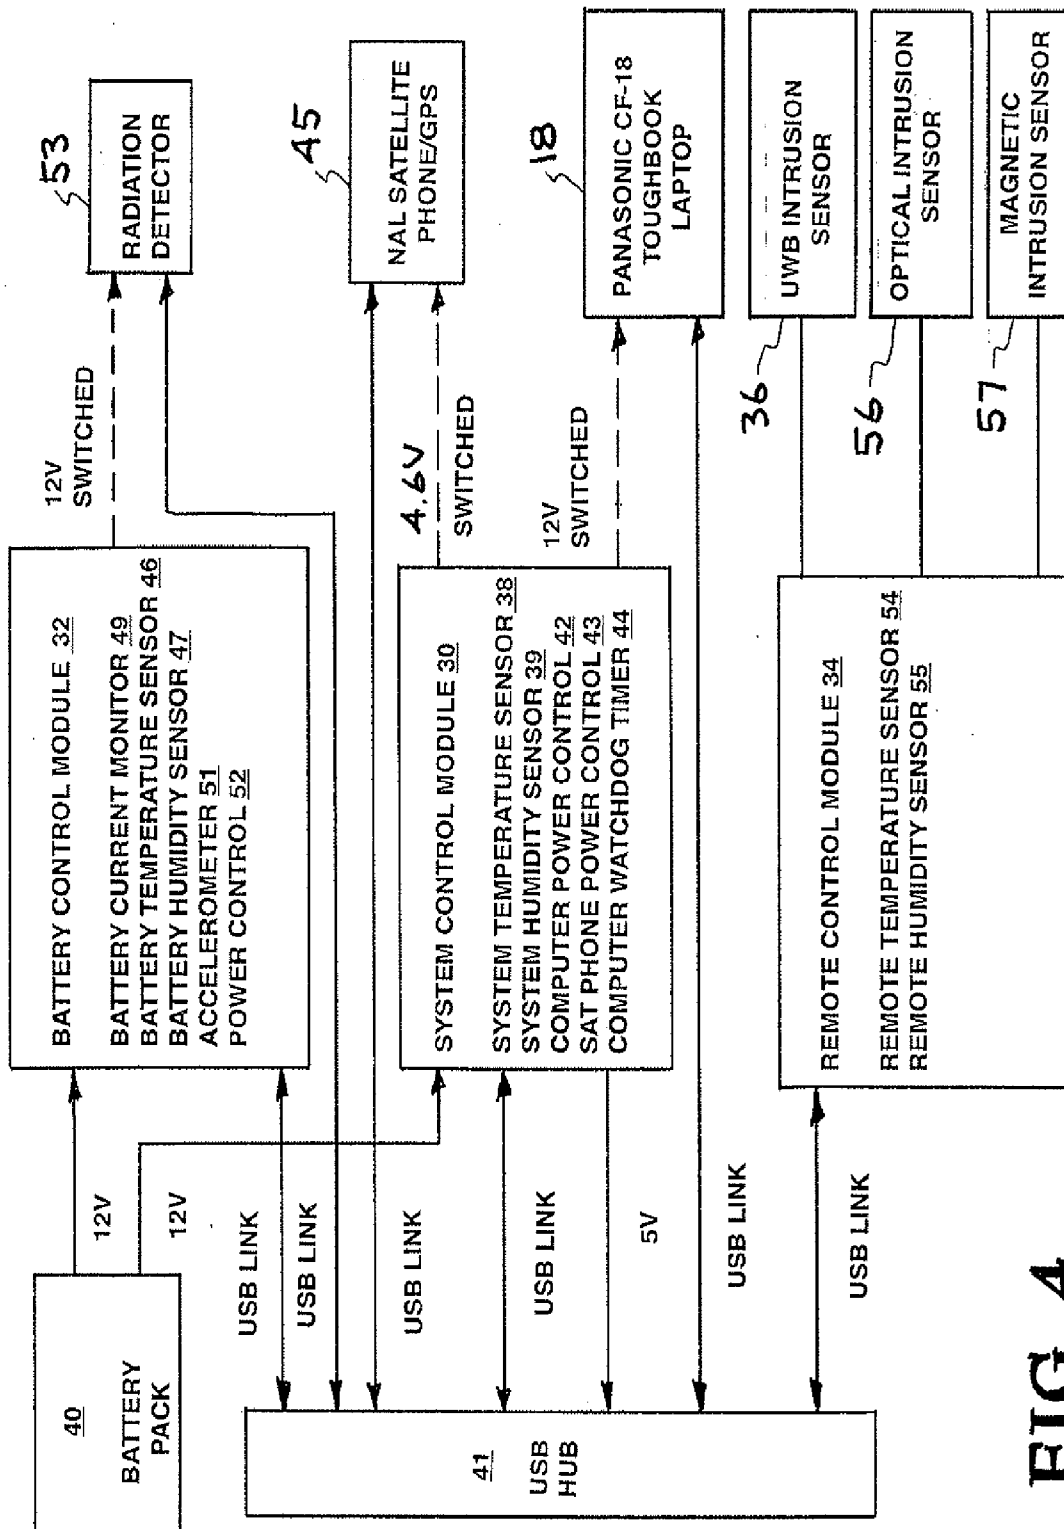 40
BATTERY
PACK
12V
12V
BATTERY CONTROL MODULE 32
BATTERY CURRENT MONITOR 49
BATTERY TEMPERATURE SENSOR 46
BATTERY HUMIDITY SENSOR 47
ACCELEROMETER 51
POWER CONTROL 52
12V
SWITCHED
53
RADIATION
DETECTOR
USB LINK
USB LINK
USB LINK
45
NAL SATELLITE
PHONE/GPS
4.6V
SWITCHED
SYSTEM CONTROL MODULE 30
SYSTEM TEMPERATURE SENSOR 38
SYSTEM HUMIDITY SENSOR 39
COMPUTER POWER CONTROL 42
SAT PHONE POWER CONTROL 43
COMPUTER WATCHDOG TIMER 44
12V
SWITCHED
18
PANASONIC CF-18
TOUGHBOOK
LAPTOP
41
USB
HUB
USB LINK
5V
USB LINK
USB LINK
REMOTE CONTROL MODULE 34
REMOTE TEMPERATURE SENSOR 54
REMOTE HUMIDITY SENSOR 55
36
UWB INTRUSION
SENSOR
56
OPTICAL INTRUSION
SENSOR
57
MAGNETIC
INTRUSION SENSOR
FIG 4